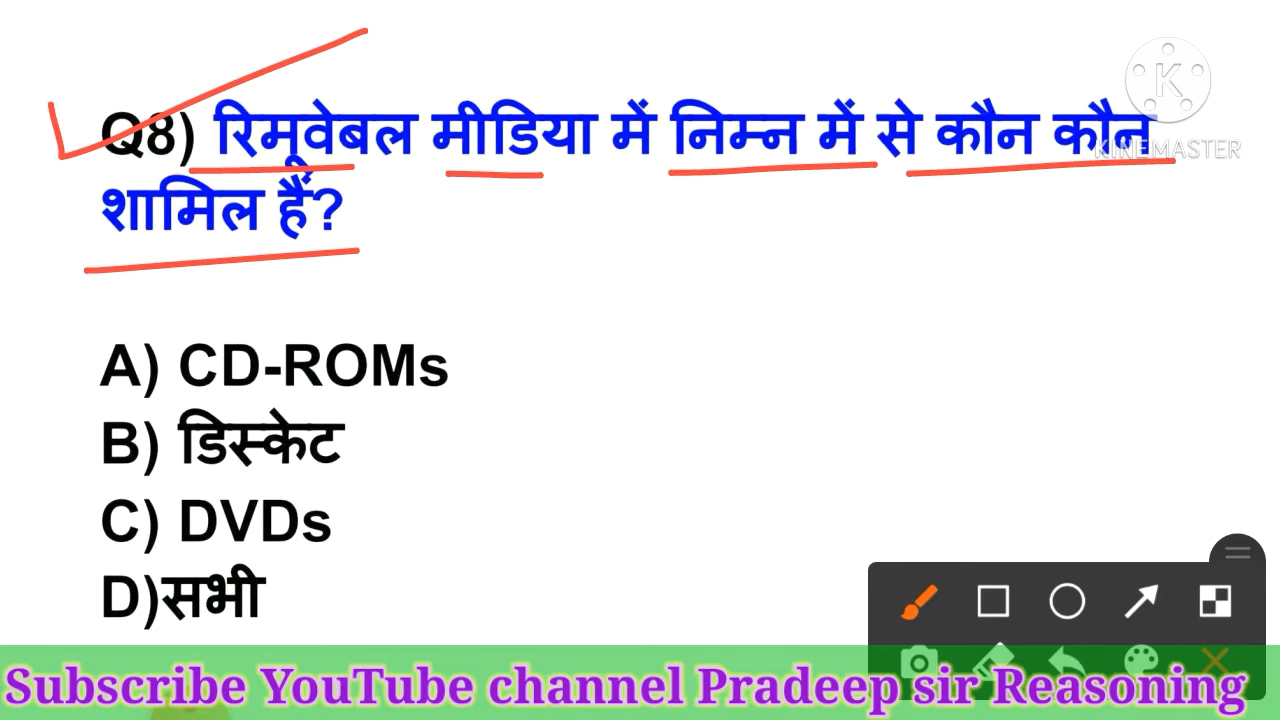 Q8) रिमूवेबल मीडिया में निम्न में से कौन कौन
शामिल हैं?
K
KINEMASTER
A) CD-ROMs
B) डिस्केट
C) DVDs
D)सभी
Subscribe YouTube channel Pradeep sir Reasoning